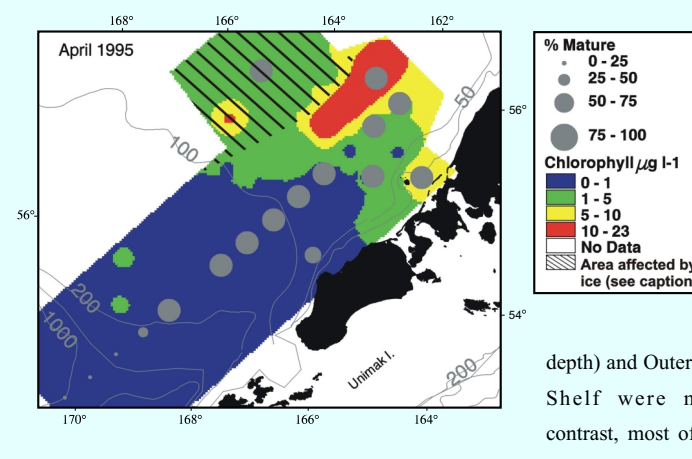 168° 166° 164° 162°
April 1995
50
56°
100
56°
200
1000
54°
Unimak I.
200
170° 168° 166° 164°
% Mature
0 - 25
25 - 50
50 - 75
75 - 100
Chlorophyll µg l-1
0 - 1
1 - 5
5 - 10
10 - 23
No Data
Area affected by
ice (see caption
depth) and Outer
Shelf were
contrast, most of